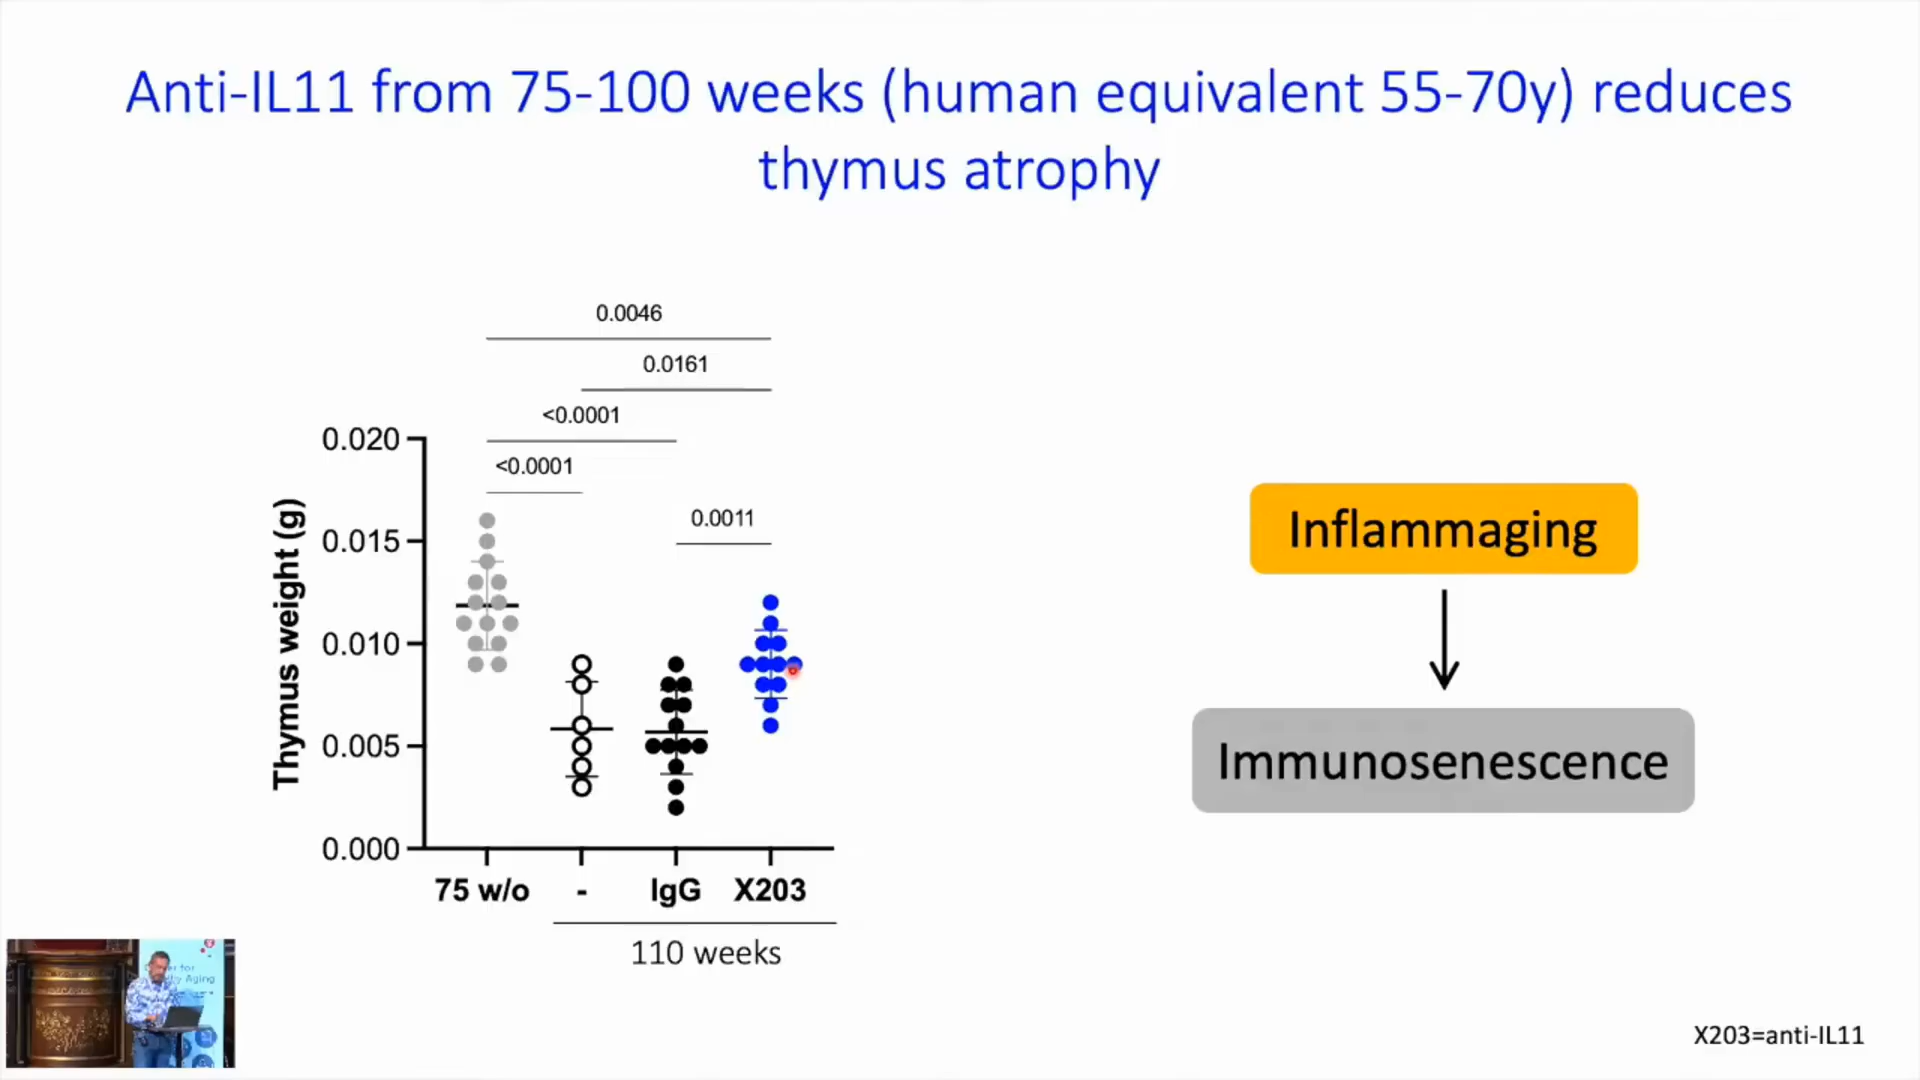 Anti-IL11 from 75-100 weeks (human equivalent 55-70y) reduces
thymus atrophy
0.0046
0.0161
<0.0001
<0.0001
0.0011
Thymus weight (g)
0.020
0.015
0.010
0.005
0.000
75 w/o
-
IgG
X203
110 weeks
Inflammaging
Immunosenescence
X203=anti-IL11
for
Aging